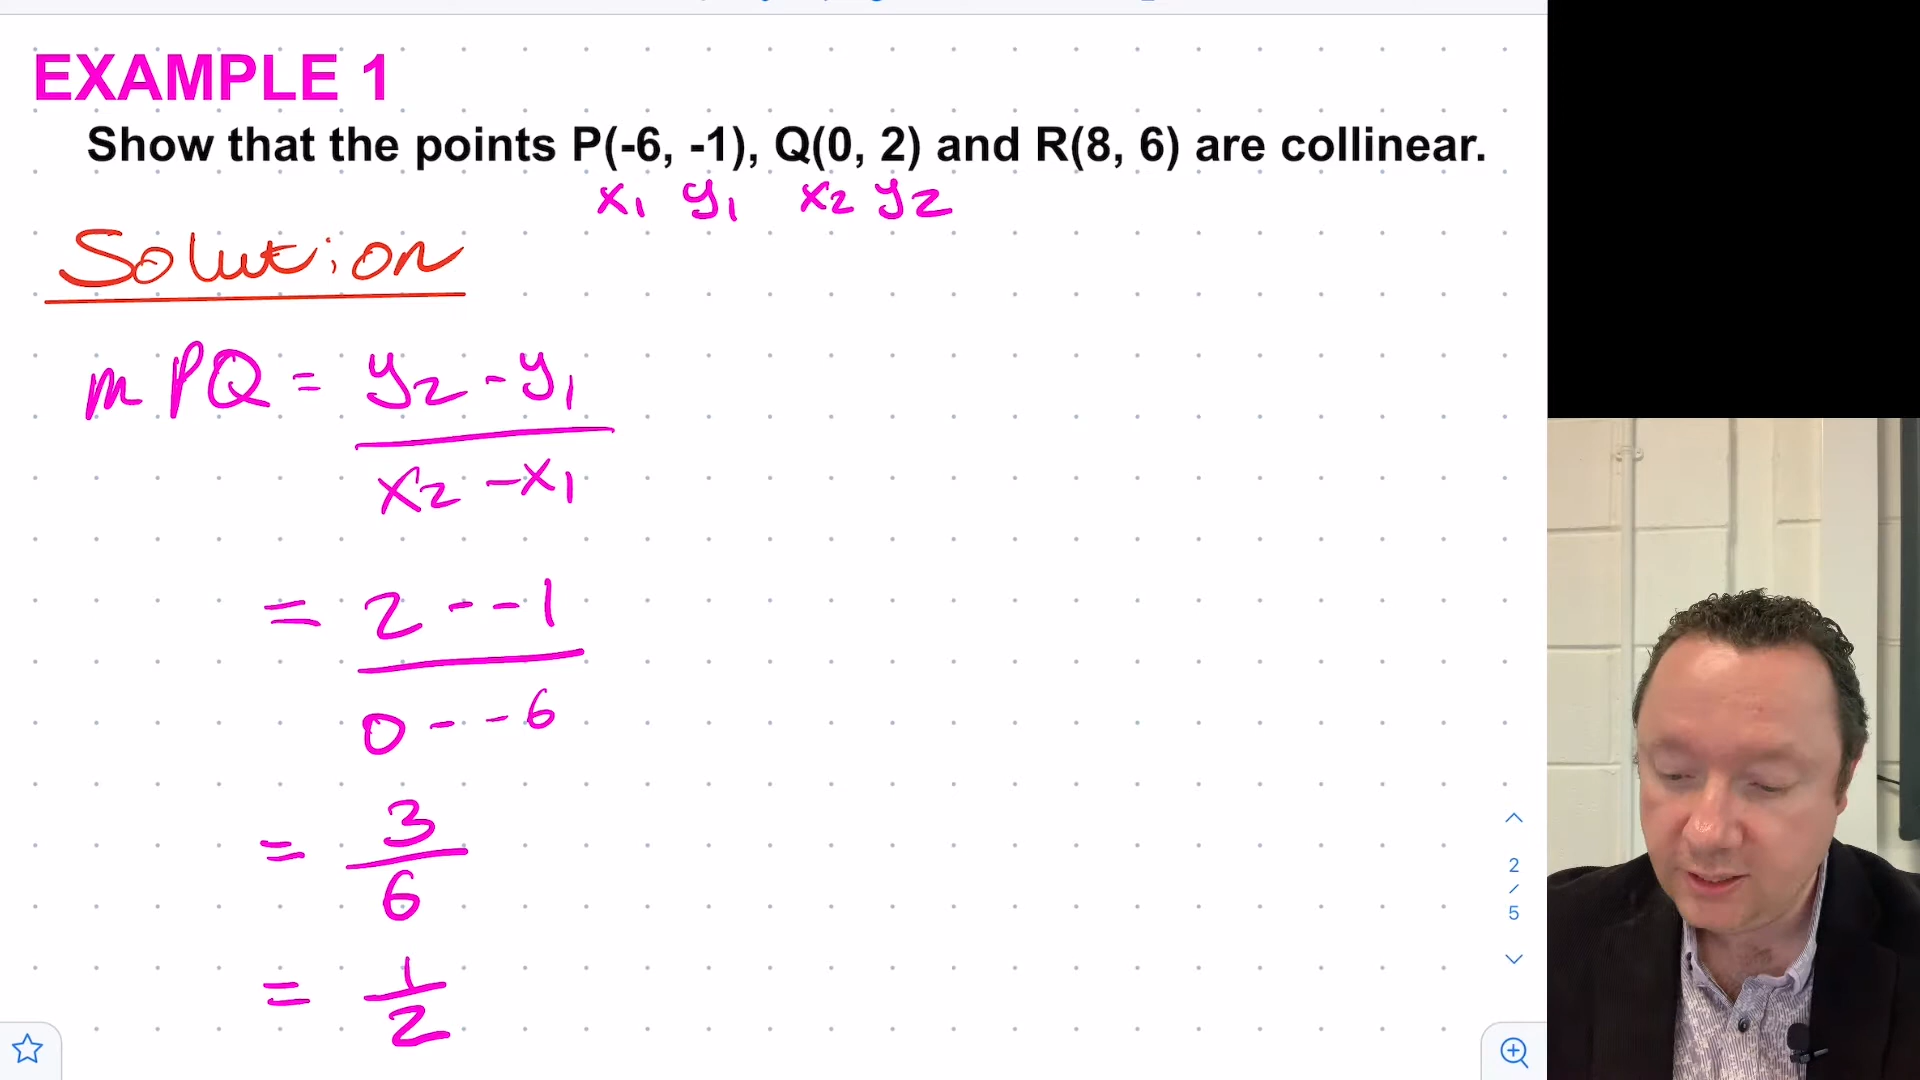 EXAMPLE 1
Show that the points P(-6, -1), Q(0, 2) and R(8, 6) are collinear.
x1 y1 x2 y2
Solution
m PQ = y2 - y1
x2 - x1
= 2 - -1
0 - -6
= 3
6
= 1
2
2
/
5